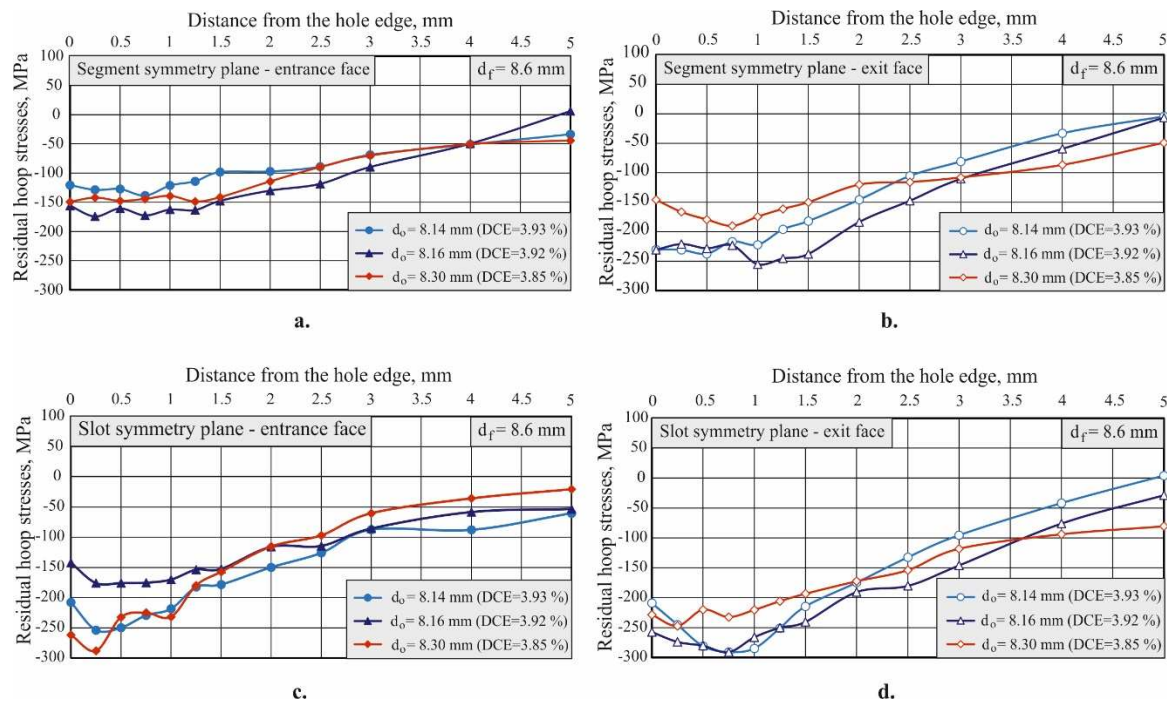 Distance from the hole edge, mm
0 0.5 1 1.5 2 2.5 3 3.5 4 4.5 5
100
50
0
-50
-100
-150
-200
-250
-300
Residual hoop stresses, MPa
Segment symmetry plane - entrance face
d_f = 8.6 mm
d_o = 8.14 mm (DCE=3.93 %)
d_o = 8.16 mm (DCE=3.92 %)
d_o = 8.30 mm (DCE=3.85 %)
a.
Distance from the hole edge, mm
0 0.5 1 1.5 2 2.5 3 3.5 4 4.5 5
100
50
0
-50
-100
-150
-200
-250
-300
Residual hoop stresses, MPa
Segment symmetry plane - exit face
d_f = 8.6 mm
d_o = 8.14 mm (DCE=3.93 %)
d_o = 8.16 mm (DCE=3.92 %)
d_o = 8.30 mm (DCE=3.85 %)
b.
Distance from the hole edge, mm
0 0.5 1 1.5 2 2.5 3 3.5 4 4.5 5
100
50
0
-50
-100
-150
-200
-250
-300
Residual hoop stresses, MPa
Slot symmetry plane - entrance face
d_f = 8.6 mm
d_o = 8.14 mm (DCE=3.93 %)
d_o = 8.16 mm (DCE=3.92 %)
d_o = 8.30 mm (DCE=3.85 %)
c.
Distance from the hole edge, mm
0 0.5 1 1.5 2 2.5 3 3.5 4 4.5 5
100
50
0
-50
-100
-150
-200
-250
-300
Residual hoop stresses, MPa
Slot symmetry plane - exit face
d_f = 8.6 mm
d_o = 8.14 mm (DCE=3.93 %)
d_o = 8.16 mm (DCE=3.92 %)
d_o = 8.30 mm (DCE=3.85 %)
d.